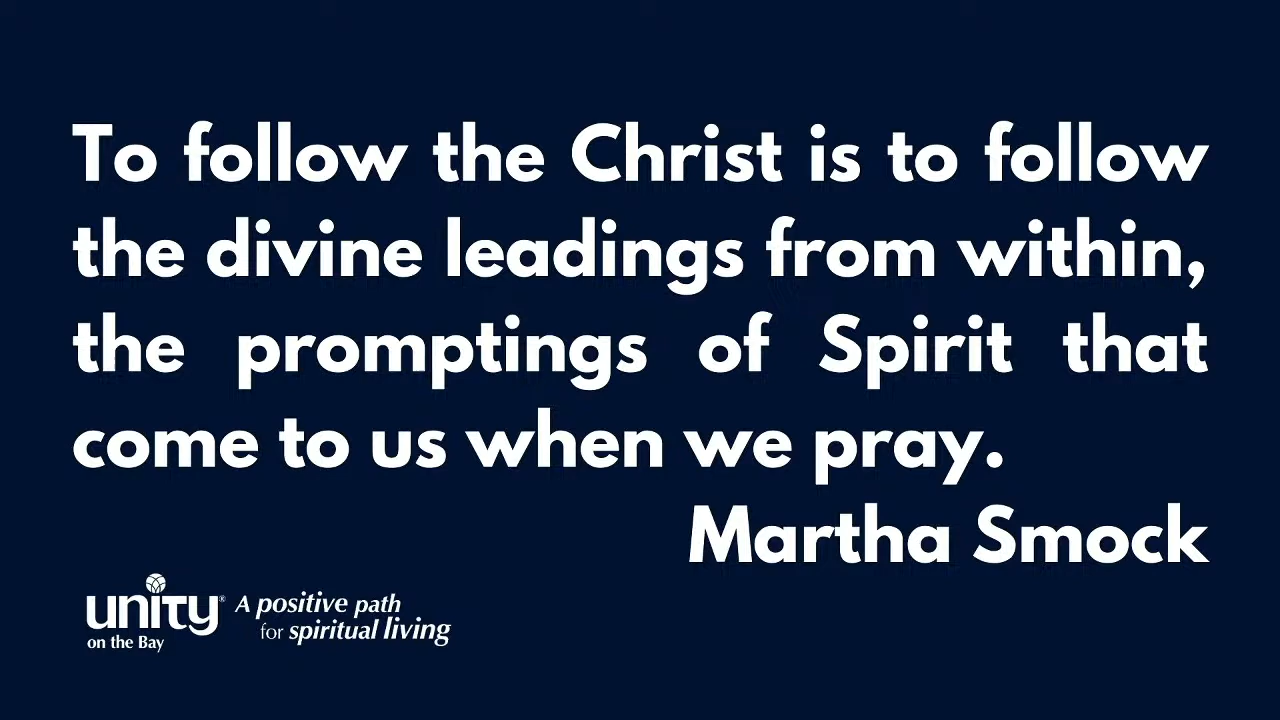 To follow the Christ is to follow
the divine leadings from within,
the promptings of Spirit that
come to us when we pray.
Martha Smock
unity® A positive path
for spiritual living
on the Bay